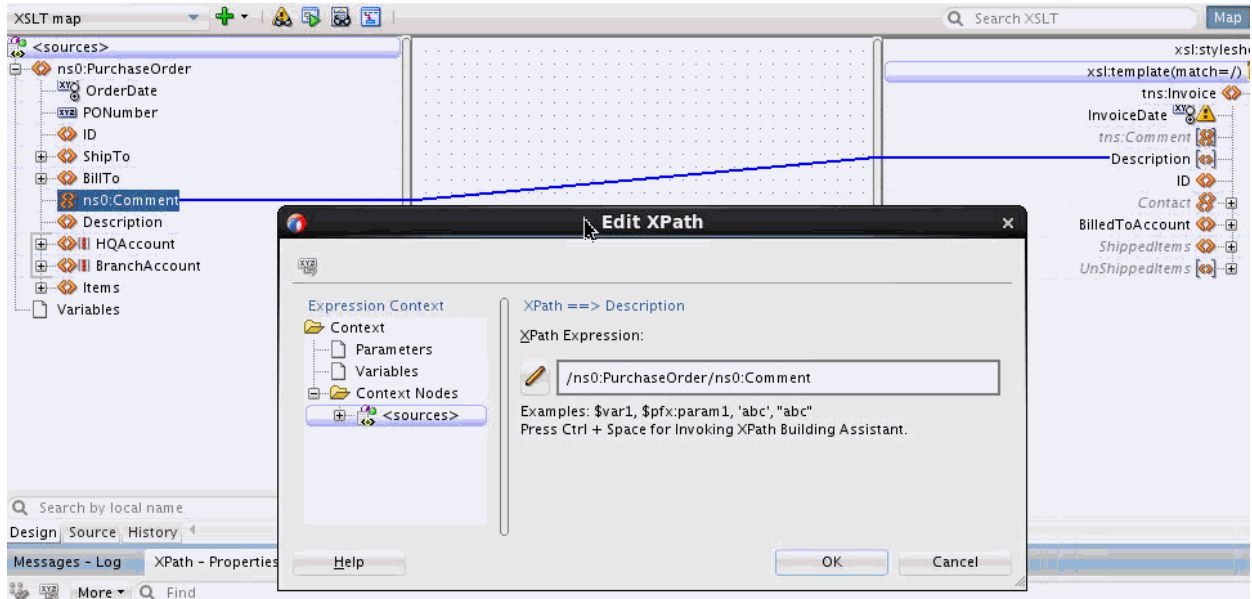 XSLT map
Search XSLT
Map
<sources>
ns0:PurchaseOrder
OrderDate
PONumber
ID
ShipTo
BillTo
ns0:Comment
Description
HQAccount
BranchAccount
Items
Variables
xsl:styleshe
xsl:template(match=/)
tns:Invoice
InvoiceDate
tns:Comment
Description
ID
Contact
BilledToAccount
ShippedItems
UnShippedItems
Edit XPath
Expression Context
Context
Parameters
Variables
Context Nodes
<sources>
XPath ==> Description
XPath Expression:
/ns0:PurchaseOrder/ns0:Comment
Examples: $var1, $pfx:param1, 'abc', "abc"
Press Ctrl + Space for Invoking XPath Building Assistant.
Help
OK
Cancel
Search by local name
Design Source History
Messages - Log XPath - Properties
More Find